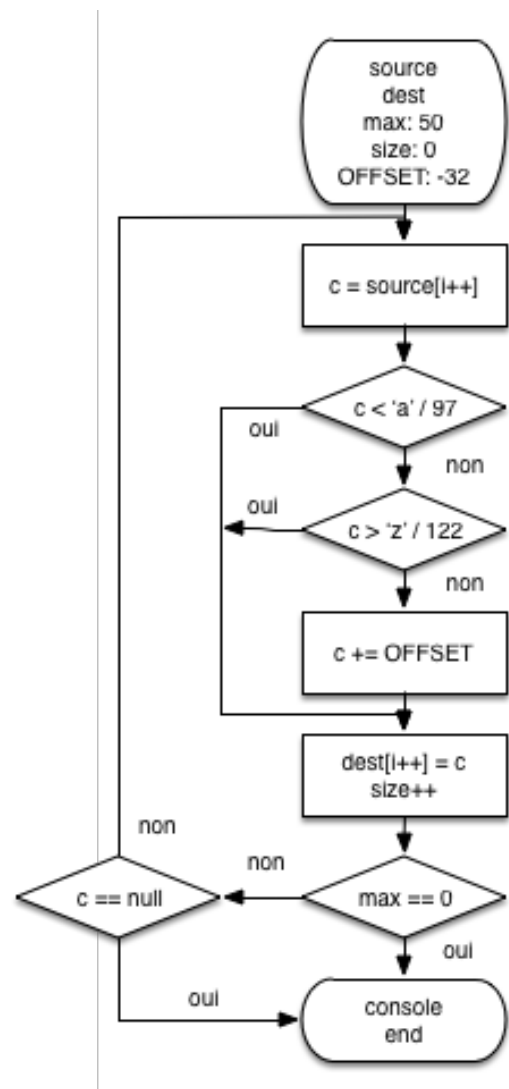 source
dest
max: 50
size: 0
OFFSET: -32
c = source[i++]
c < ‘a’ / 97
oui
non
oui
c > ‘z’ / 122
non
c += OFFSET
dest[i++] = c
size++
non
non
c == null
max == 0
oui
oui
console
end